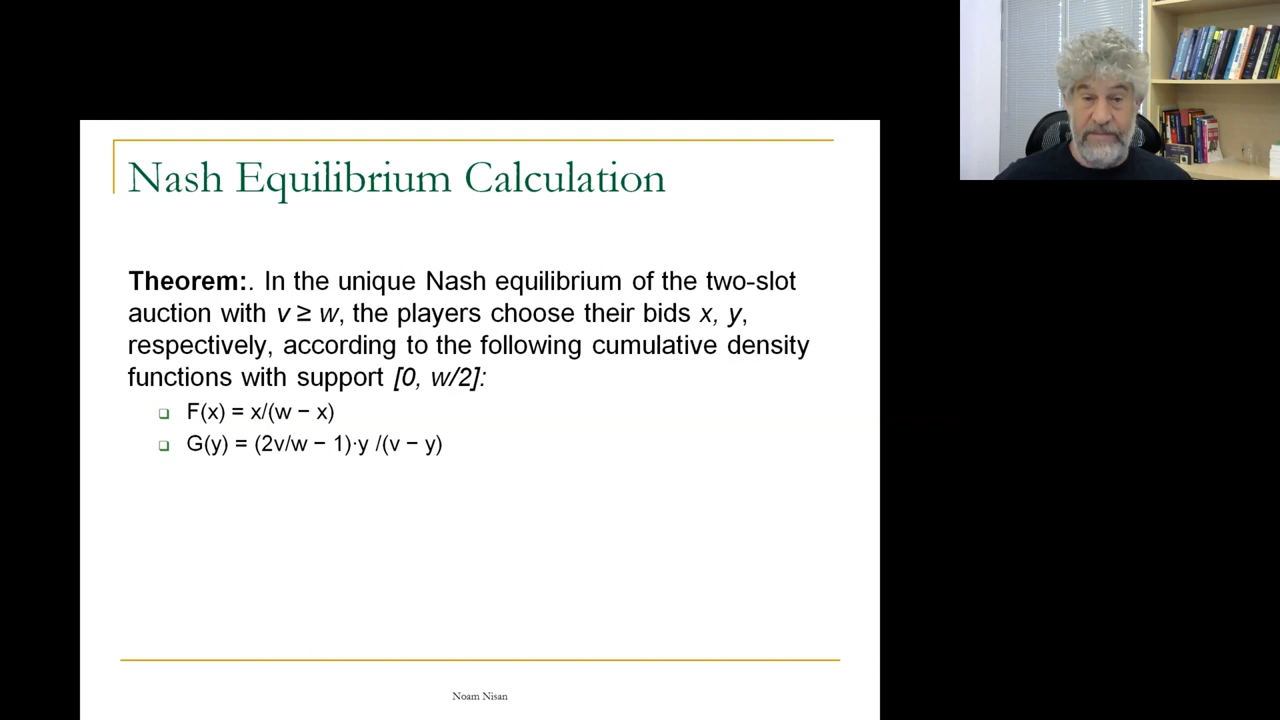 Nash Equilibrium Calculation
Theorem:. In the unique Nash equilibrium of the two-slot
auction with v ≥ w, the players choose their bids x, y,
respectively, according to the following cumulative density
functions with support [0, w/2]:
F(x) = x/(w − x)
G(y) = (2v/w − 1)·y /(v − y)
Noam Nisan